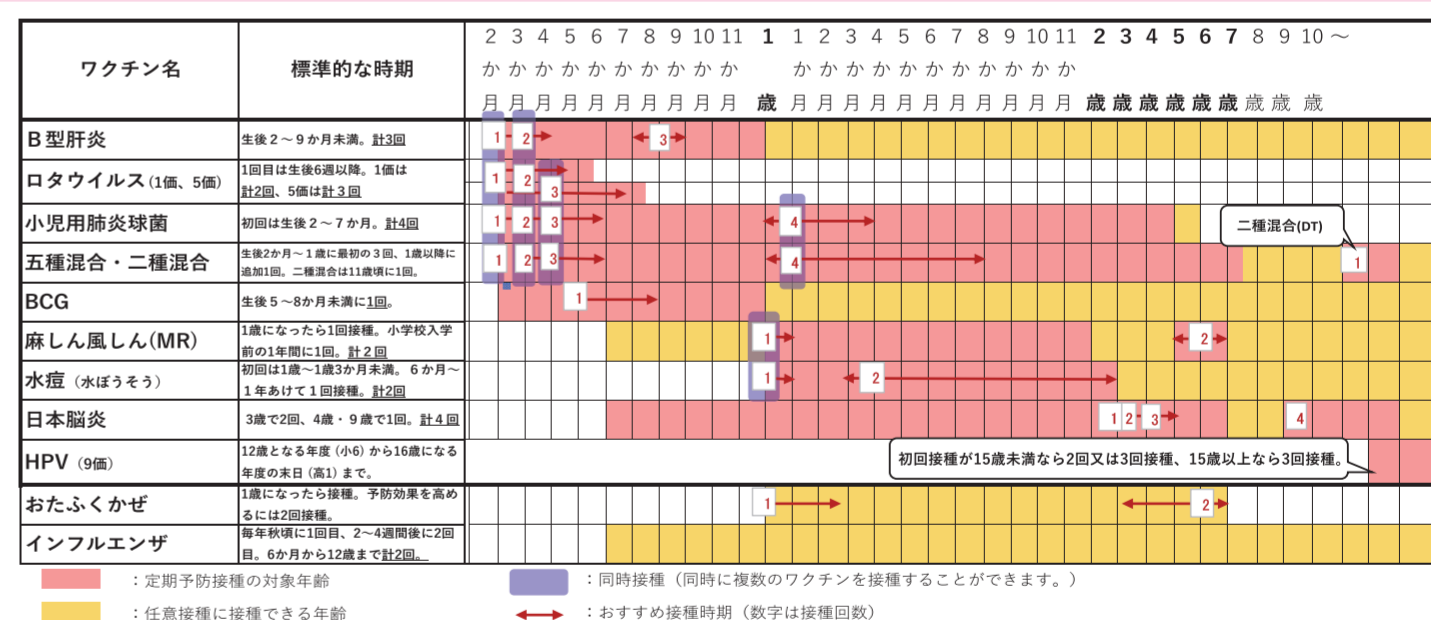 ワクチン名 標準的な時期 2か月 3か月 4か月 5か月 6か月 7か月 8か月 9か月 10か月 11か月 1歳 1か月 2か月 3か月 4か月 5か月 6か月 7か月 8か月 9か月 10か月 11か月 2歳 3歳 4歳 5歳 6歳 7歳 8歳 9歳 10歳 ～
B型肝炎 生後2～9か月未満。計3回 1 2 3
ロタウイルス(1価、5価) 1回目は生後6週以降。1価は
計2回、5価は計3回 1 2 3
小児用肺炎球菌 初回は生後2～7か月。計4回 1 2 3 4
二種混合(DT)
五種混合・二種混合 生後2か月～1歳に最初の3回、1歳以降に
追加1回。二種混合は11歳頃に1回。 1 2 3 4 1
BCG 生後5～8か月未満に1回。 1
麻しん風しん(MR) 1歳になったら1回接種。小学校入学
前の1年間に1回。計2回 1 2
水痘（水ぼうそう） 初回は1歳～1歳3か月未満。6か月～
1年あけて1回接種。計2回 1 2
日本脳炎 3歳で2回、4歳・9歳で1回。計4回 1 2 3 4
HPV（9価） 12歳となる年度（小6）から16歳になる
年度の末日（高1）まで。
初回接種が15歳未満なら2回又は3回接種、15歳以上なら3回接種。
おたふくかぜ 1歳になったら接種。予防効果を高め
るには2回接種。 1 2
インフルエンザ 毎年秋頃に1回目、2～4週間後に2回
目。6か月から12歳まで計2回。
：定期予防接種の対象年齢 ：同時接種（同時に複数のワクチンを接種することができます。）
：任意接種に接種できる年齢 ：おすすめ接種時期（数字は接種回数）